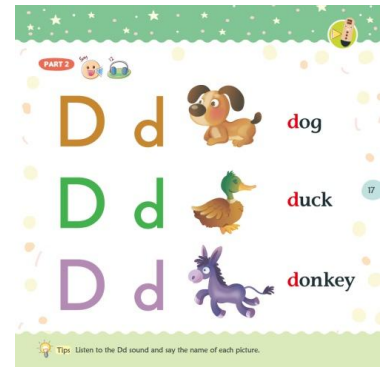 PART 2
Say
D d dog
D d duck
17
D d donkey
Tips Listen to the Dd sound and say the name of each picture.